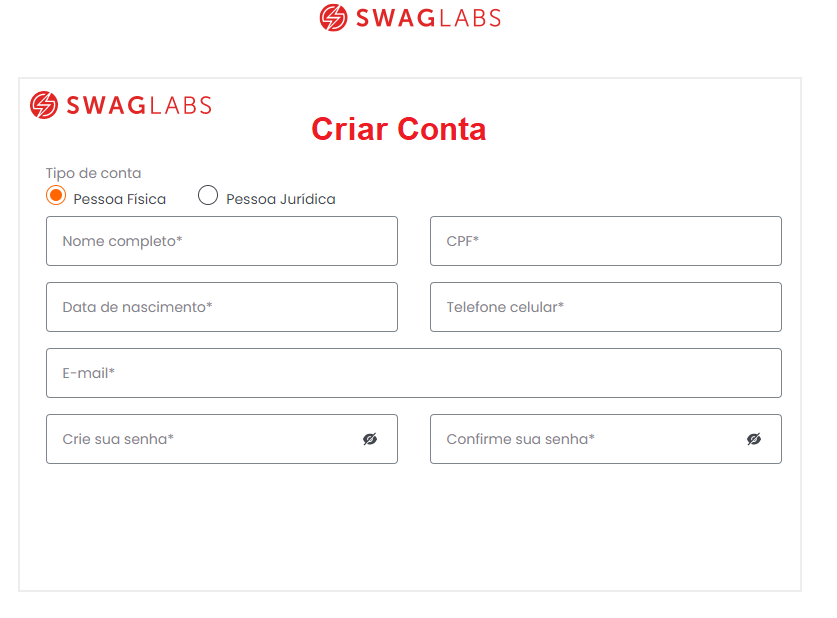 SWAGLABS
SWAGLABS
Criar Conta
Tipo de conta
Pessoa Física Pessoa Jurídica
Nome completo* CPF*
Data de nascimento* Telefone celular*
E-mail*
Crie sua senha* Confirme sua senha*